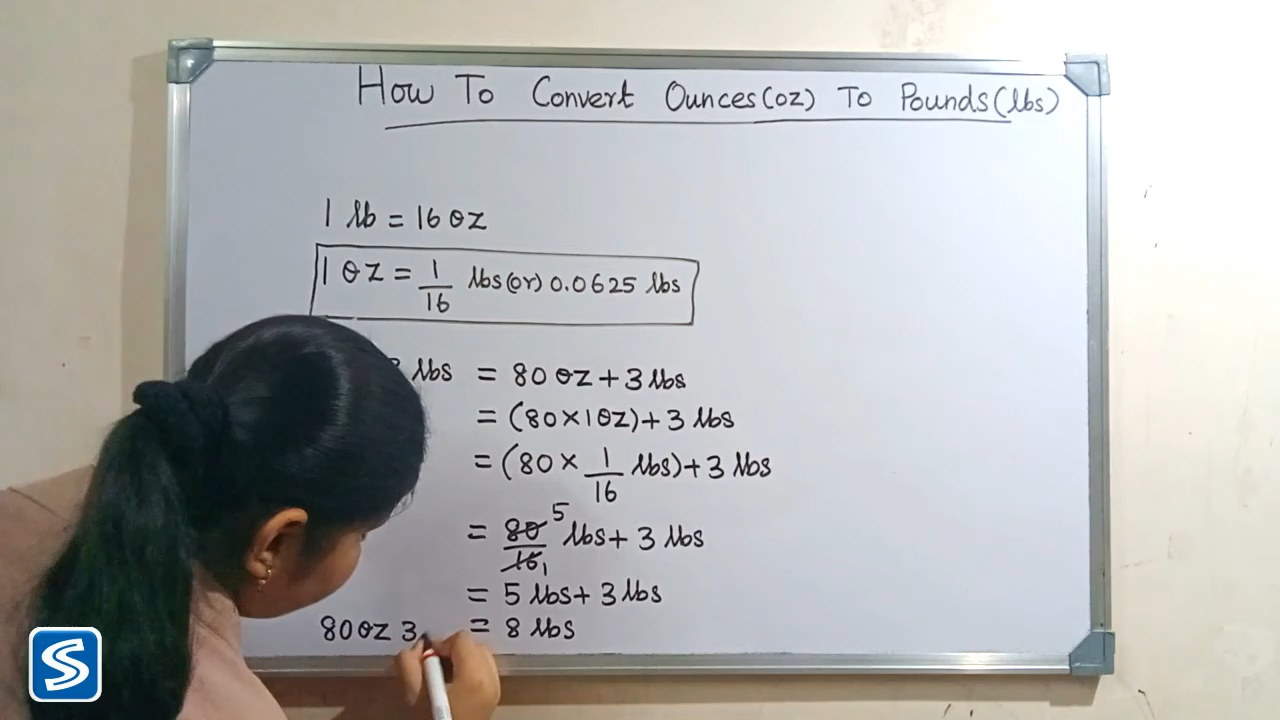 How To Convert Ounces(oz) To Pounds(lbs)
1 lb = 16 oz
1 oz = 1/16 lbs(or) 0.0625 lbs
lbs = 80 oz + 3 lbs
= (80 × 1 oz) + 3 lbs
= (80 × 1/16 lbs) + 3 lbs
= 80/16 5 1 lbs + 3 lbs
= 5 lbs + 3 lbs
80 oz 3 = 8 lbs
S